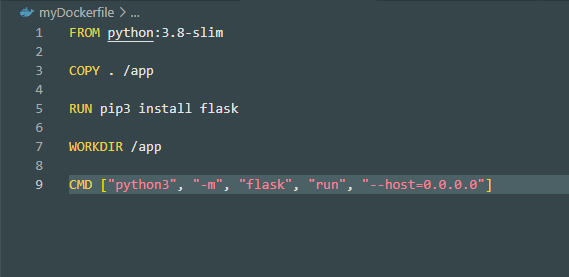 myDockerfile > ...
1 FROM python:3.8-slim
2
3 COPY . /app
4
5 RUN pip3 install flask
6
7 WORKDIR /app
8
9 CMD ["python3", "-m", "flask", "run", "--host=0.0.0.0"]